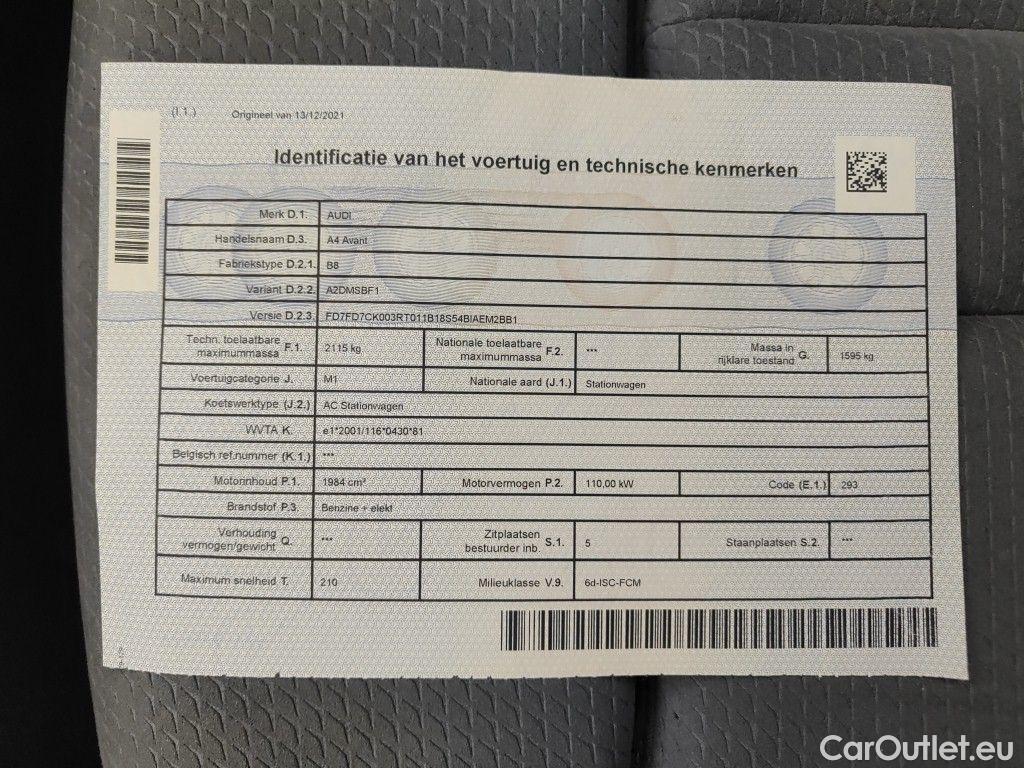 (I.1.) Origineel van 13/12/2021
Identificatie van het voertuig en technische kenmerken
Merk D.1. AUDI
Handelsnaam D.3. A4 Avant
Fabriekstype D.2.1. B8
Variant D.2.2. A2DMSBF1
Versie D.2.3. FD7FD7CK003RT011B18S54BIAEM2BB1
Techn. toelaatbare maximummassa F.1. 2115 kg Nationale toelaatbare maximummassa F.2. *** Massa in rijklare toestand G. 1595 kg
Voertuigcategorie J. M1 Nationale aard (J.1.) Stationwagen
Koetswerktype (J.2.) AC Stationwagen
WVTA K. e1*2001/116*0430*81
Belgisch ref.nummer (K.1.) ***
Motorinhoud P.1. 1984 cm³ Motorvermogen P.2. 110,00 kW Code (E.1.) 293
Brandstof P.3. Benzine + elekt
Verhouding vermogen/gewicht Q. *** Zitplaatsen bestuurder inb. S.1. 5 Staanplaatsen S.2. ***
Maximum snelheid T. 210 Milieuklasse V.9. 6d-ISC-FCM
CarOutlet.eu